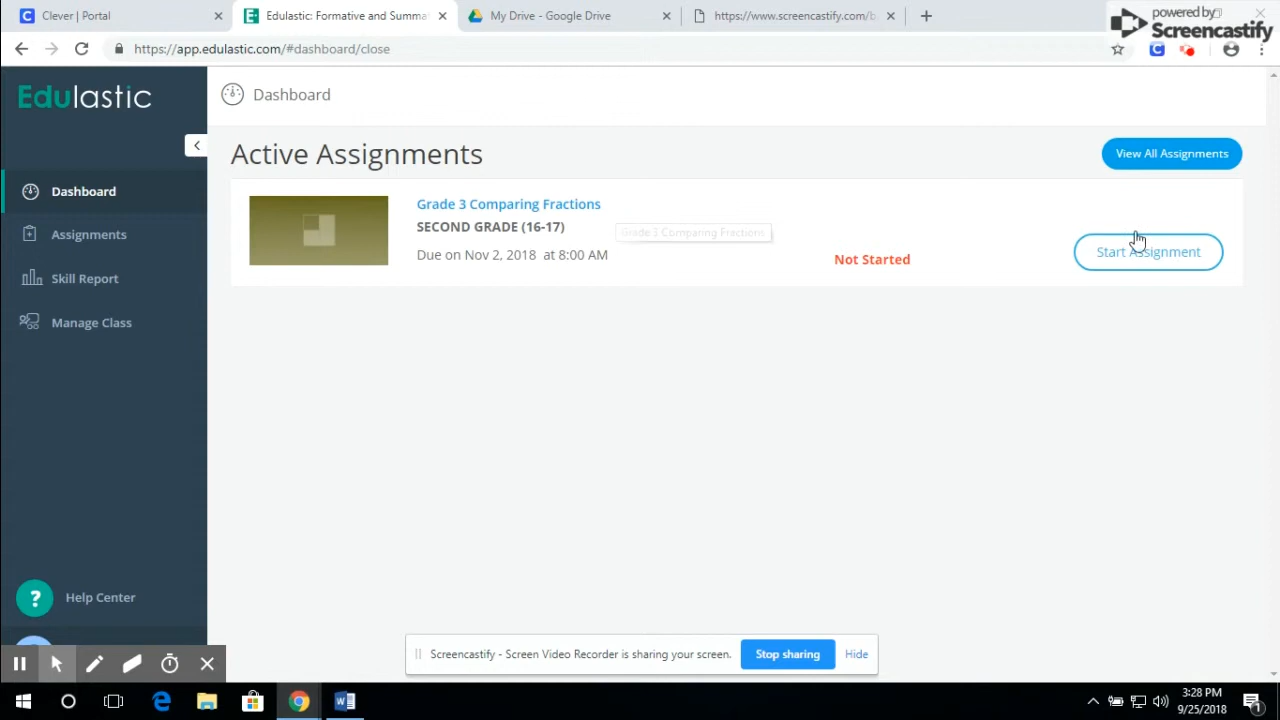 Clever | Portal
Edulastic: Formative and Summa
My Drive - Google Drive
https://www.screencastify.com/b
powered by
Screencastify
https://app.edulastic.com/#dashboard/close
Edulastic
Dashboard
Active Assignments
View All Assignments
Dashboard
Assignments
Skill Report
Manage Class
Grade 3 Comparing Fractions
SECOND GRADE (16-17)
Grade 3 Comparing Fractions
Due on Nov 2, 2018 at 8:00 AM
Not Started
Start Assignment
? Help Center
Screencastify - Screen Video Recorder is sharing your screen.
Stop sharing
Hide
3:28 PM
9/25/2018
1